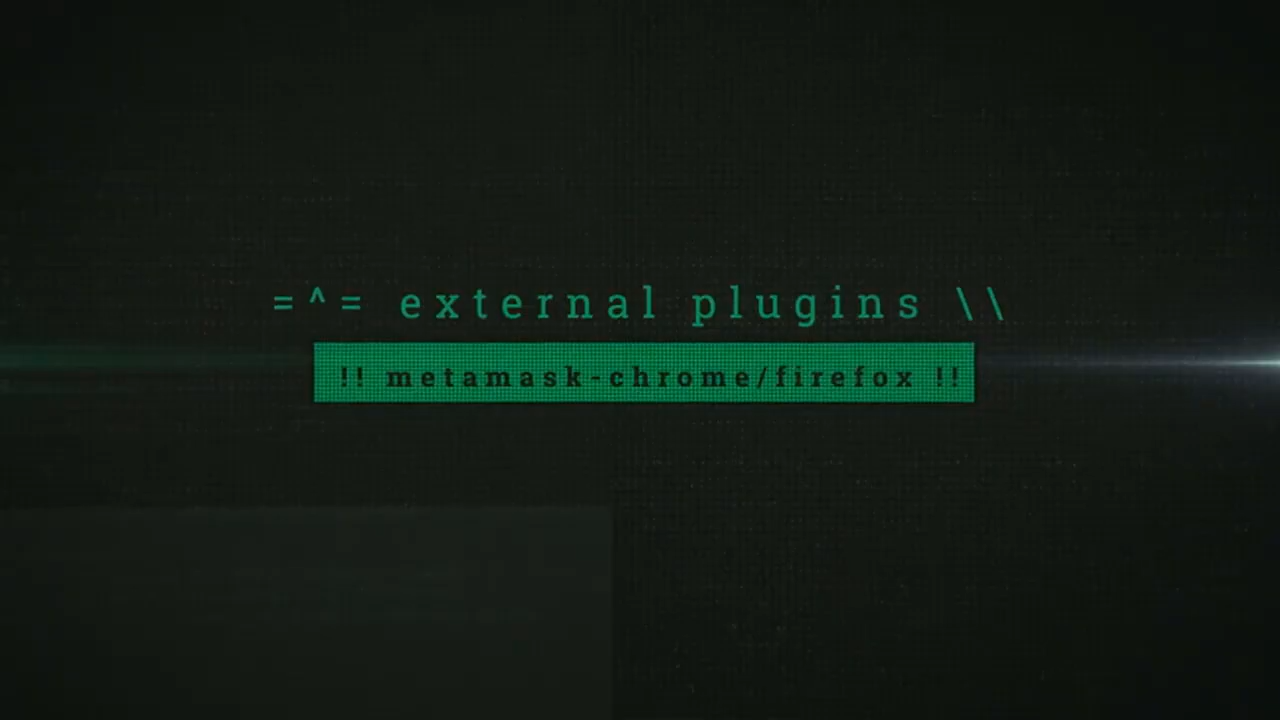 =^= external plugins \\
!! metamask-chrome/firefox !!